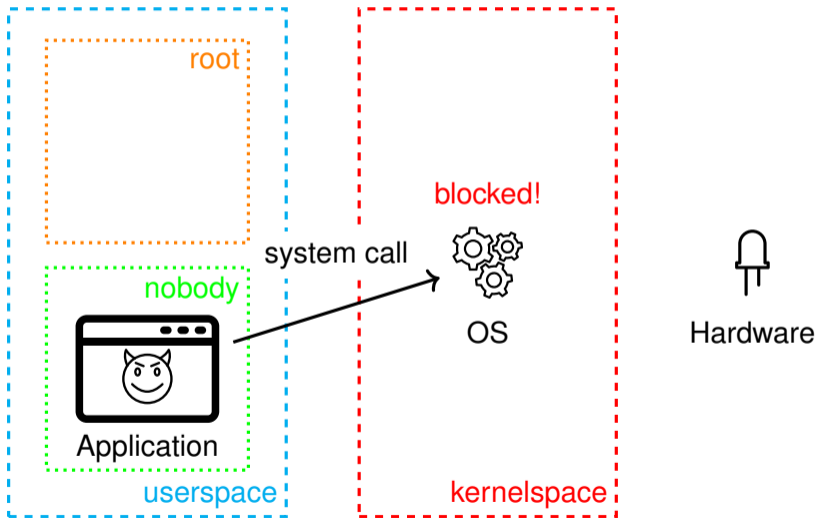 root
blocked!
system call
nobody
OS
Hardware
Application
userspace
kernelspace